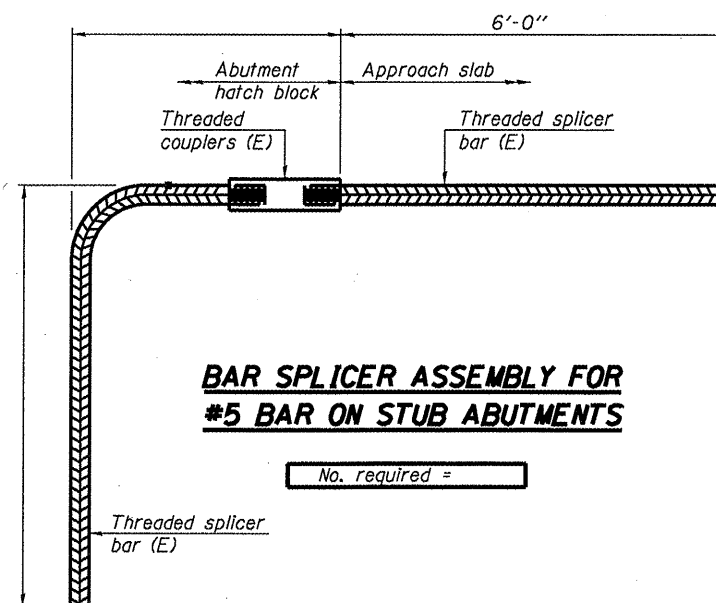 6'-0"
Abutment
hatch block
Approach slab
Threaded
couplers (E)
Threaded splicer
bar (E)
BAR SPLICER ASSEMBLY FOR
#5 BAR ON STUB ABUTMENTS
No. required =
Threaded splicer
bar (E)